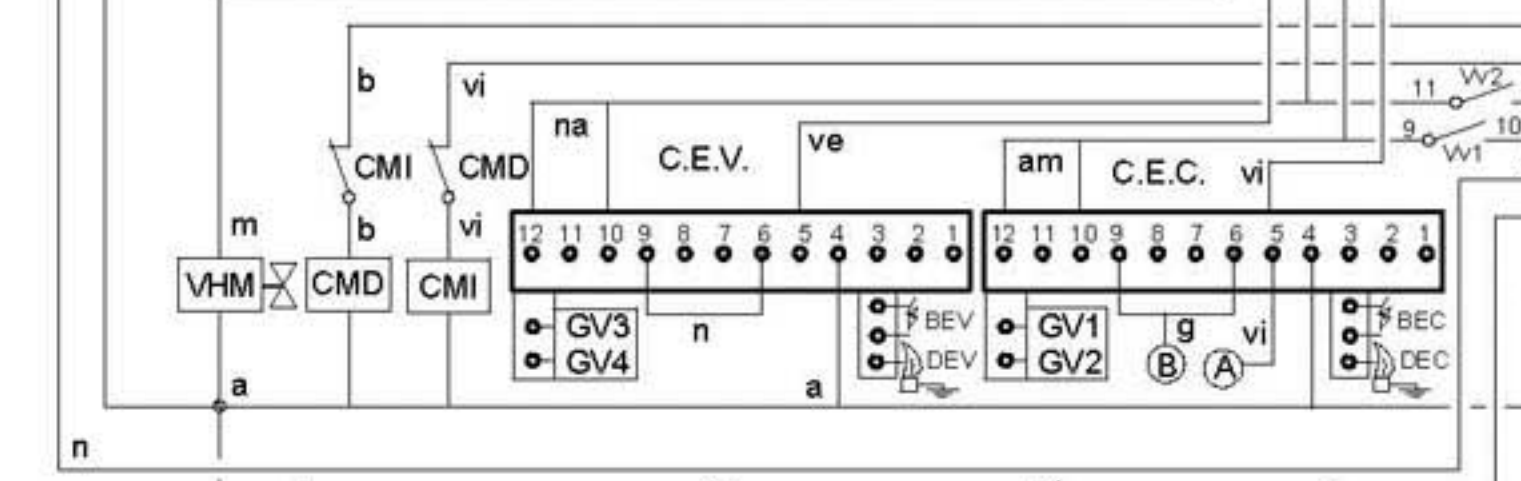 b
vi
W2
11
na
ve
9
10
W1
CMI
CMD
C.E.V.
am
C.E.C.
vi
m
b
vi
12 11 10 9 8 7 6 5 4 3 2 1
12 11 10 9 8 7 6 5 4 3 2 1
VHM
CMD
CMI
GV3
GV4
n
BEV
DEV
GV1
GV2
g
vi
B
A
BEC
DEC
a
a
n